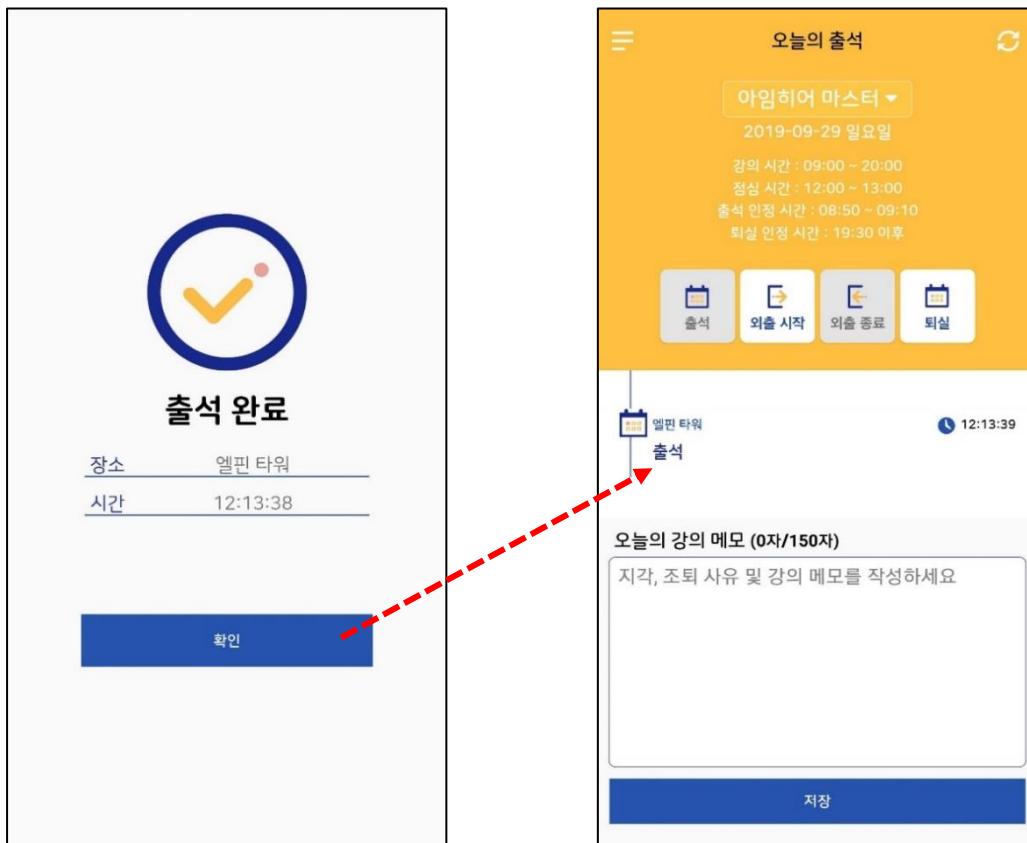 출석 완료
장소 엘핀 타워
시간 12:13:38
확인
오늘의 출석
아임히어 마스터
2019-09-29 일요일
강의 시간 : 09:00 ~ 20:00
점심 시간 : 12:00 ~ 13:00
출석 인정 시간 : 08:50 ~ 09:10
퇴실 인정 시간 : 19:30 이후
출석 외출 시작 외출 종료 퇴실
엘핀 타워 12:13:39
출석
오늘의 강의 메모 (0자/150자)
지각, 조퇴 사유 및 강의 메모를 작성하세요
저장